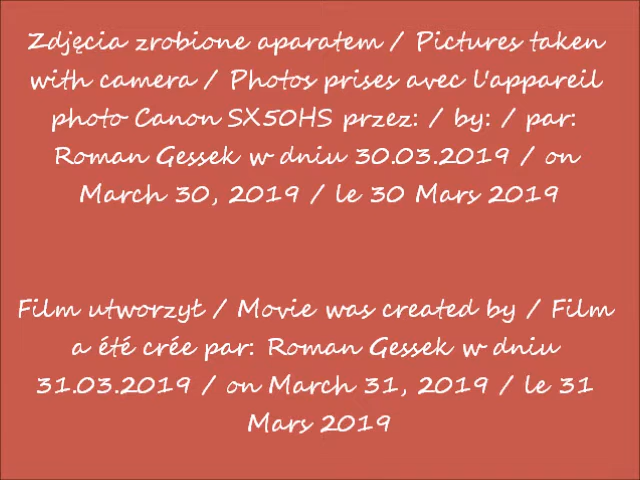 Zdjęcia zrobione aparatem / Pictures taken
with camera / Photos prises avec l'appareil
photo Canon SX50HS przez: / by: / par:
Roman Gessek w dniu 30.03.2019 / on
March 30, 2019 / le 30 Mars 2019
Film utworzył / Movie was created by / Film
a été crée par: Roman Gessek w dniu
31.03.2019 / on March 31, 2019 / le 31
Mars 2019